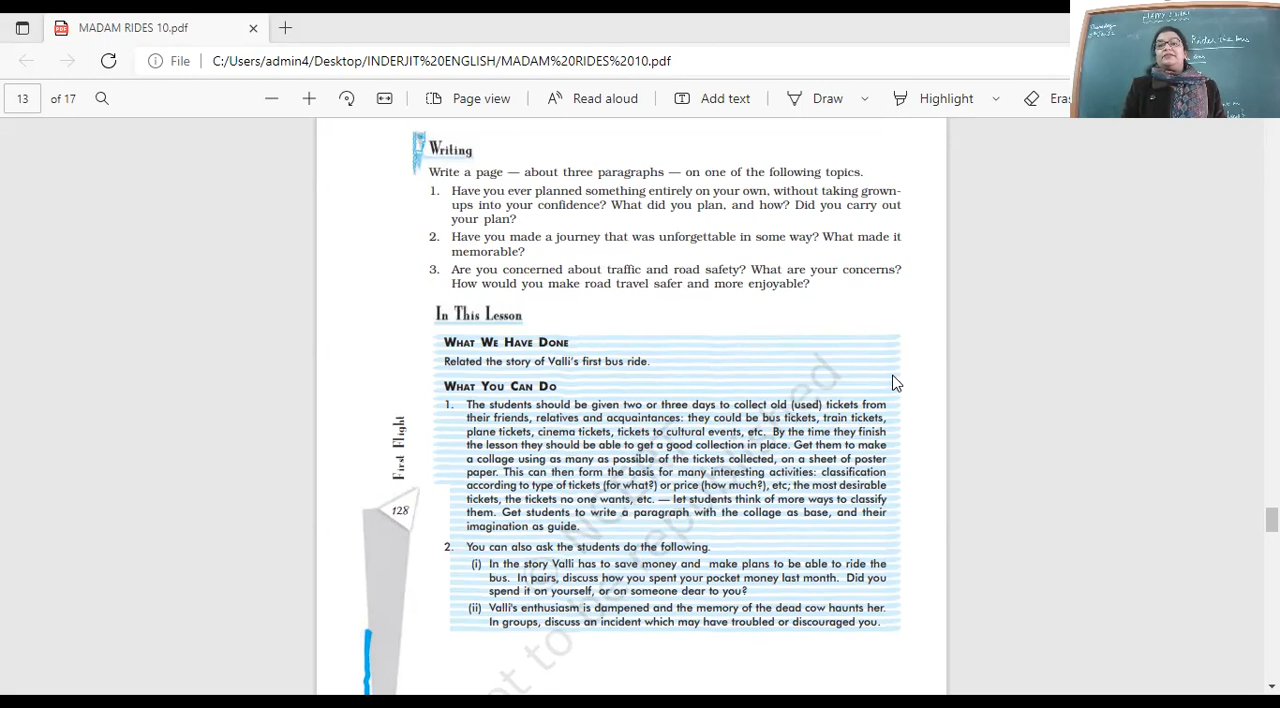 MADAM RIDES 10.pdf
File C:/Users/admin4/Desktop/INDERJIT%20ENGLISH/MADAM%20RIDES%2010.pdf
13 of 17 Page view Read aloud Add text Draw Highlight Eras
Rides the bus
Writing
Write a page — about three paragraphs — on one of the following topics.
1. Have you ever planned something entirely on your own, without taking grown-
ups into your confidence? What did you plan, and how? Did you carry out
your plan?
2. Have you made a journey that was unforgettable in some way? What made it
memorable?
3. Are you concerned about traffic and road safety? What are your concerns?
How would you make road travel safer and more enjoyable?
In This Lesson
WHAT WE HAVE DONE
Related the story of Valli's first bus ride.
WHAT YOU CAN DO
1. The students should be given two or three days to collect old (used) tickets from
their friends, relatives and acquaintances: they could be bus tickets, train tickets,
plane tickets, cinema tickets, tickets to cultural events, etc. By the time they finish
the lesson they should be able to get a good collection in place. Get them to make
a collage using as many as possible of the tickets collected, on a sheet of poster
paper. This can then form the basis for many interesting activities: classification
according to type of tickets (for what?) or price (how much?), etc; the most desirable
tickets, the tickets no one wants, etc. — let students think of more ways to classify
them. Get students to write a paragraph with the collage as base, and their
imagination as guide.
2. You can also ask the students do the following.
(i) In the story Valli has to save money and make plans to be able to ride the
bus. In pairs, discuss how you spent your pocket money last month. Did you
spend it on yourself, or on someone dear to you?
(ii) Valli's enthusiasm is dampened and the memory of the dead cow haunts her.
In groups, discuss an incident which may have troubled or discouraged you.
First Flight
128
to be